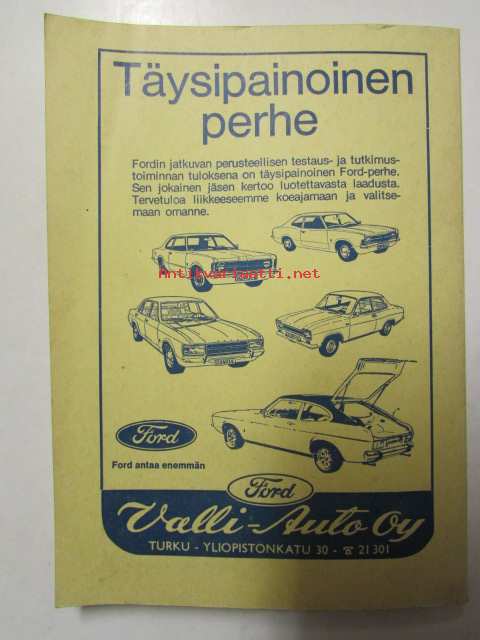 Täysipainoinen
perhe
Fordin jatkuvan perusteellisen testaus- ja tutkimus-
toiminnan tuloksena on täysipainoinen Ford-perhe.
Sen jokainen jäsen kertoo luotettavasta laadusta.
Tervetuloa liikkeeseemme koeajamaan ja valitse-
maan omanne.
Antikvariaatti.net
Ford
Ford antaa enemmän
Ford
Valli-Auto Oy
TURKU - YLIOPISTONKATU 30 - ☎ 21 301